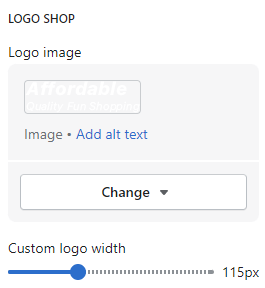 LOGO SHOP
Logo image
Affordable
Quality Fun Shopping
Image • Add alt text
Change
Custom logo width
115px